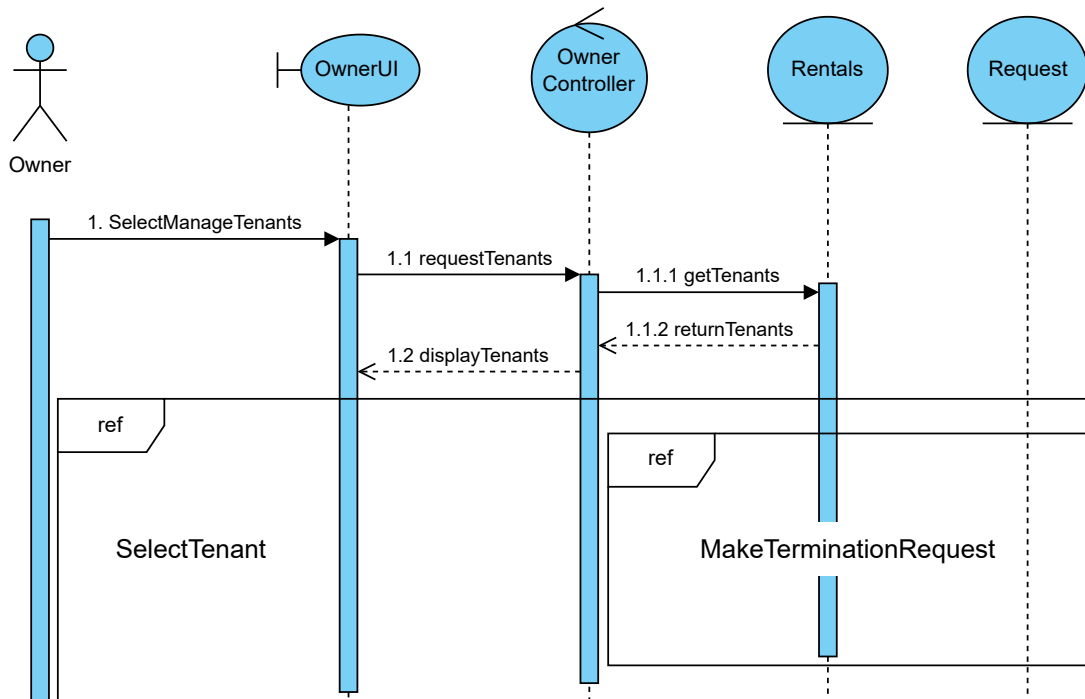 Owner
OwnerUI
Owner
Controller
Rentals
Request
1. SelectManageTenants
1.1 requestTenants
1.1.1 getTenants
1.1.2 returnTenants
1.2 displayTenants
ref
ref
SelectTenant
MakeTerminationRequest